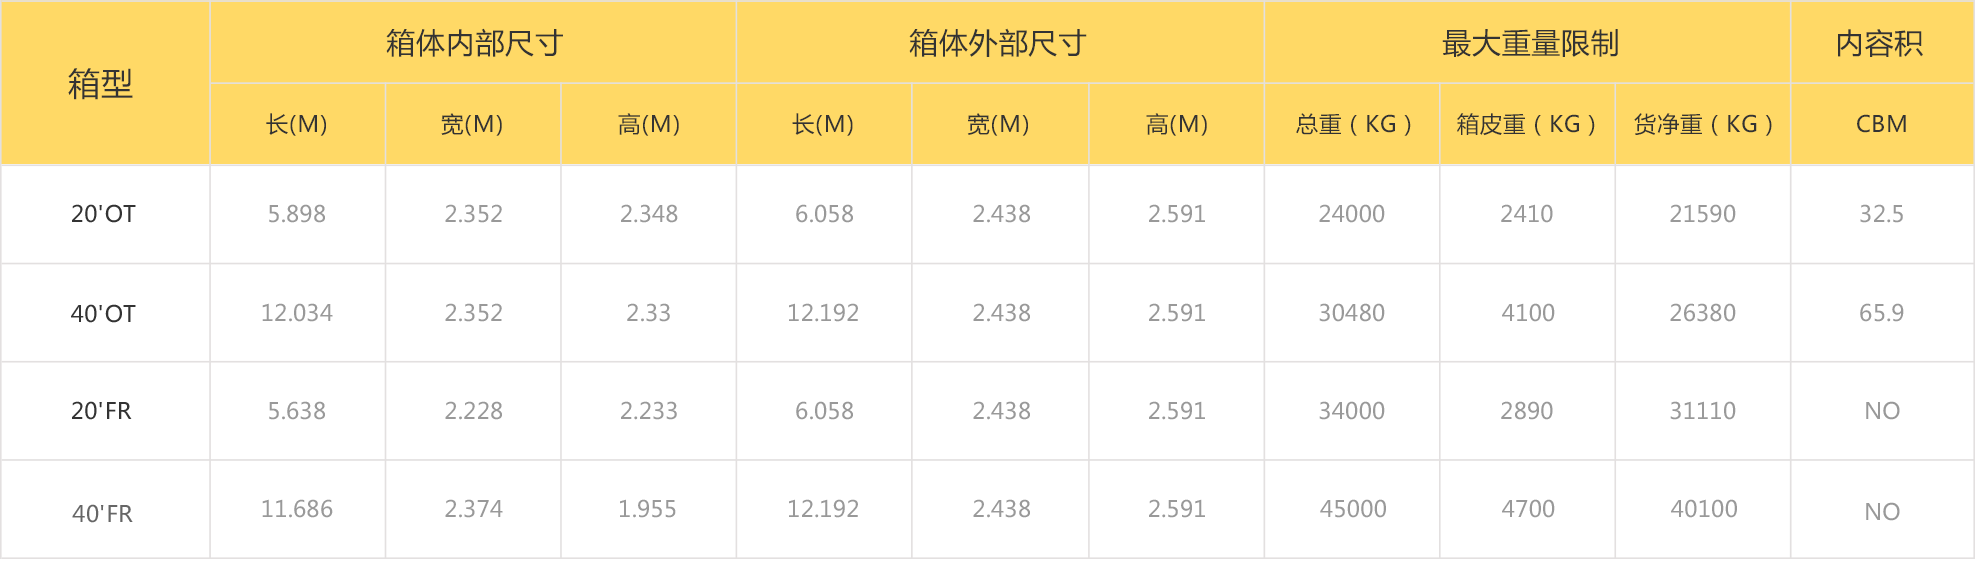 箱型 箱体内部尺寸 箱体外部尺寸 最大重量限制 内容积
长(M) 宽(M) 高(M) 长(M) 宽(M) 高(M) 总重（KG） 箱皮重（KG） 货净重（KG） CBM
20'OT 5.898 2.352 2.348 6.058 2.438 2.591 24000 2410 21590 32.5
40'OT 12.034 2.352 2.33 12.192 2.438 2.591 30480 4100 26380 65.9
20'FR 5.638 2.228 2.233 6.058 2.438 2.591 34000 2890 31110 NO
40'FR 11.686 2.374 1.955 12.192 2.438 2.591 45000 4700 40100 NO